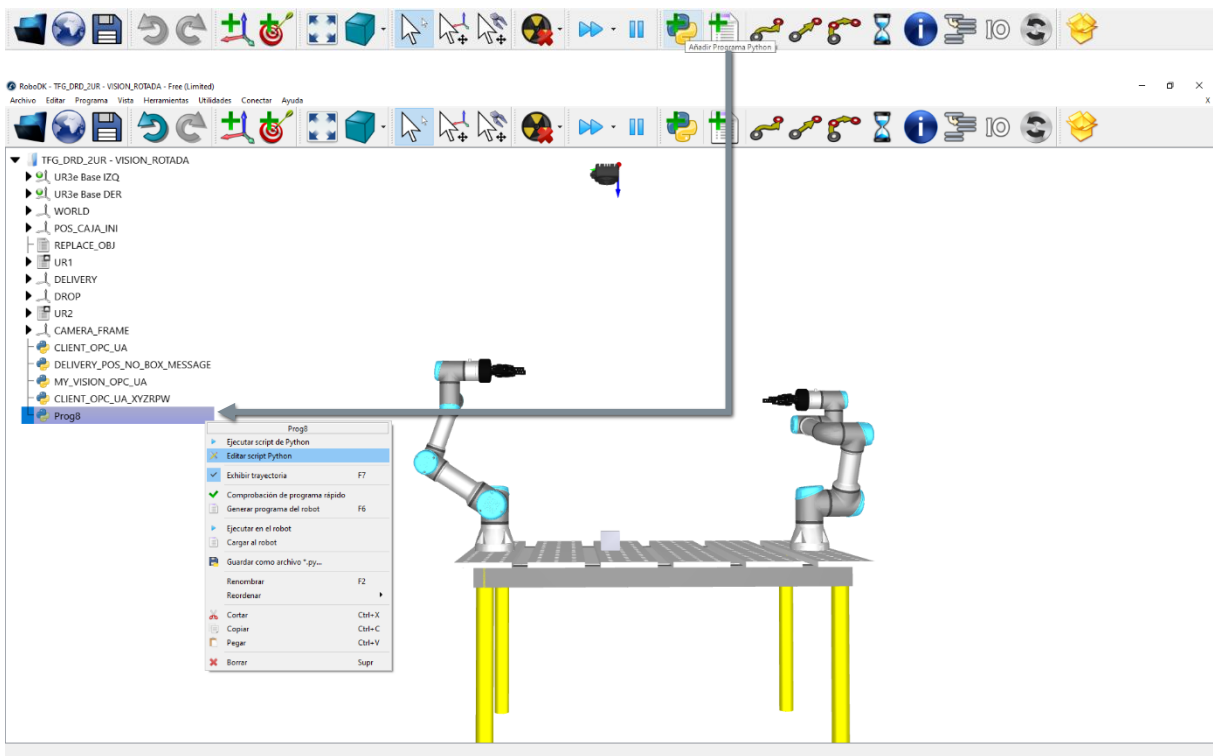 IO
Añadir Programa Python
RoboDK - TFG_DRD_2UR - VISION_ROTADA - Free (Limited)
Archivo Editar Programa Vista Herramientas Utilidades Conectar Ayuda
X
IO
TFG_DRD_2UR - VISION_ROTADA
UR3e Base IZQ
UR3e Base DER
WORLD
POS_CAJA_INI
REPLACE_OBJ
UR1
DELIVERY
DROP
UR2
CAMERA_FRAME
CLIENT_OPC_UA
DELIVERY_POS_NO_BOX_MESSAGE
MY_VISION_OPC_UA
CLIENT_OPC_UA_XYZRPW
Prog8
Prog8
Ejecutar script de Python
Editar script Python
Exhibir trayectoria F7
Comprobación de programa rápido
Generar programa del robot F6
Ejecutar en el robot
Cargar al robot
Guardar como archivo *.py...
Renombrar F2
Reordenar
Cortar Ctrl+X
Copiar Ctrl+C
Pegar Ctrl+V
Borrar Supr